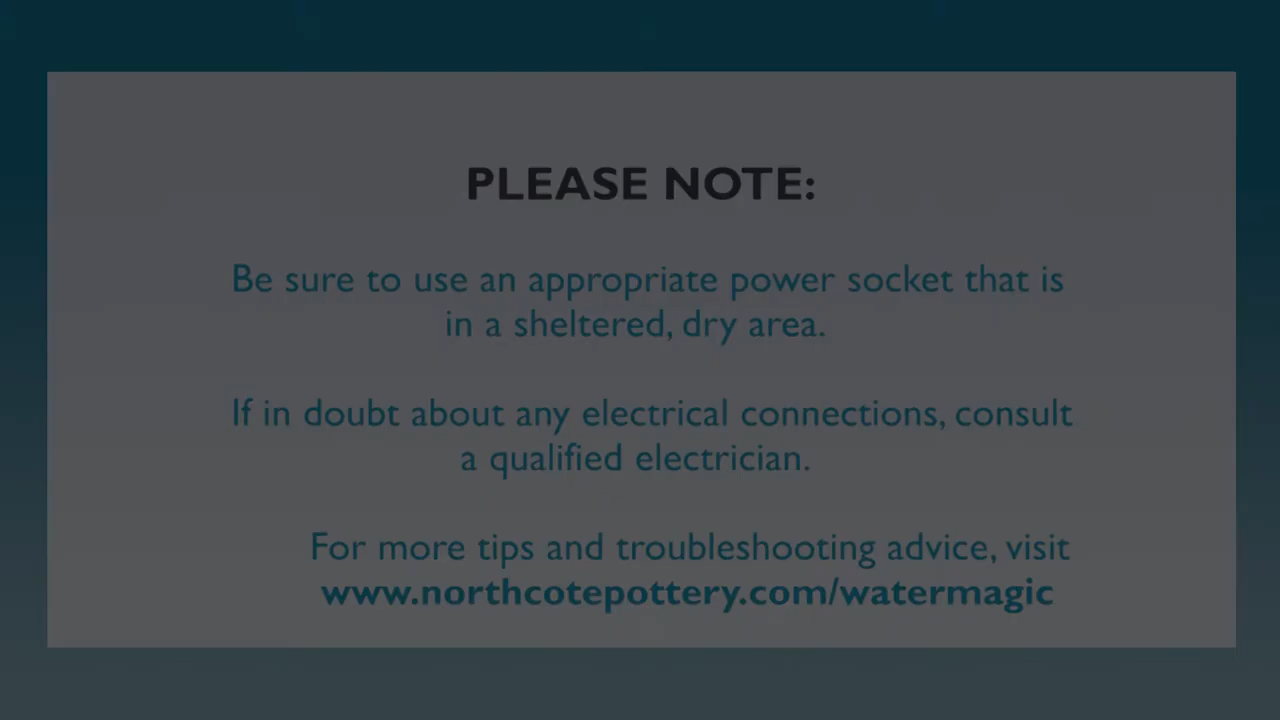 PLEASE NOTE:
Be sure to use an appropriate power socket that is
in a sheltered, dry area.
If in doubt about any electrical connections, consult
a qualified electrician.
For more tips and troubleshooting advice, visit
www.northcotepottery.com/watermagic